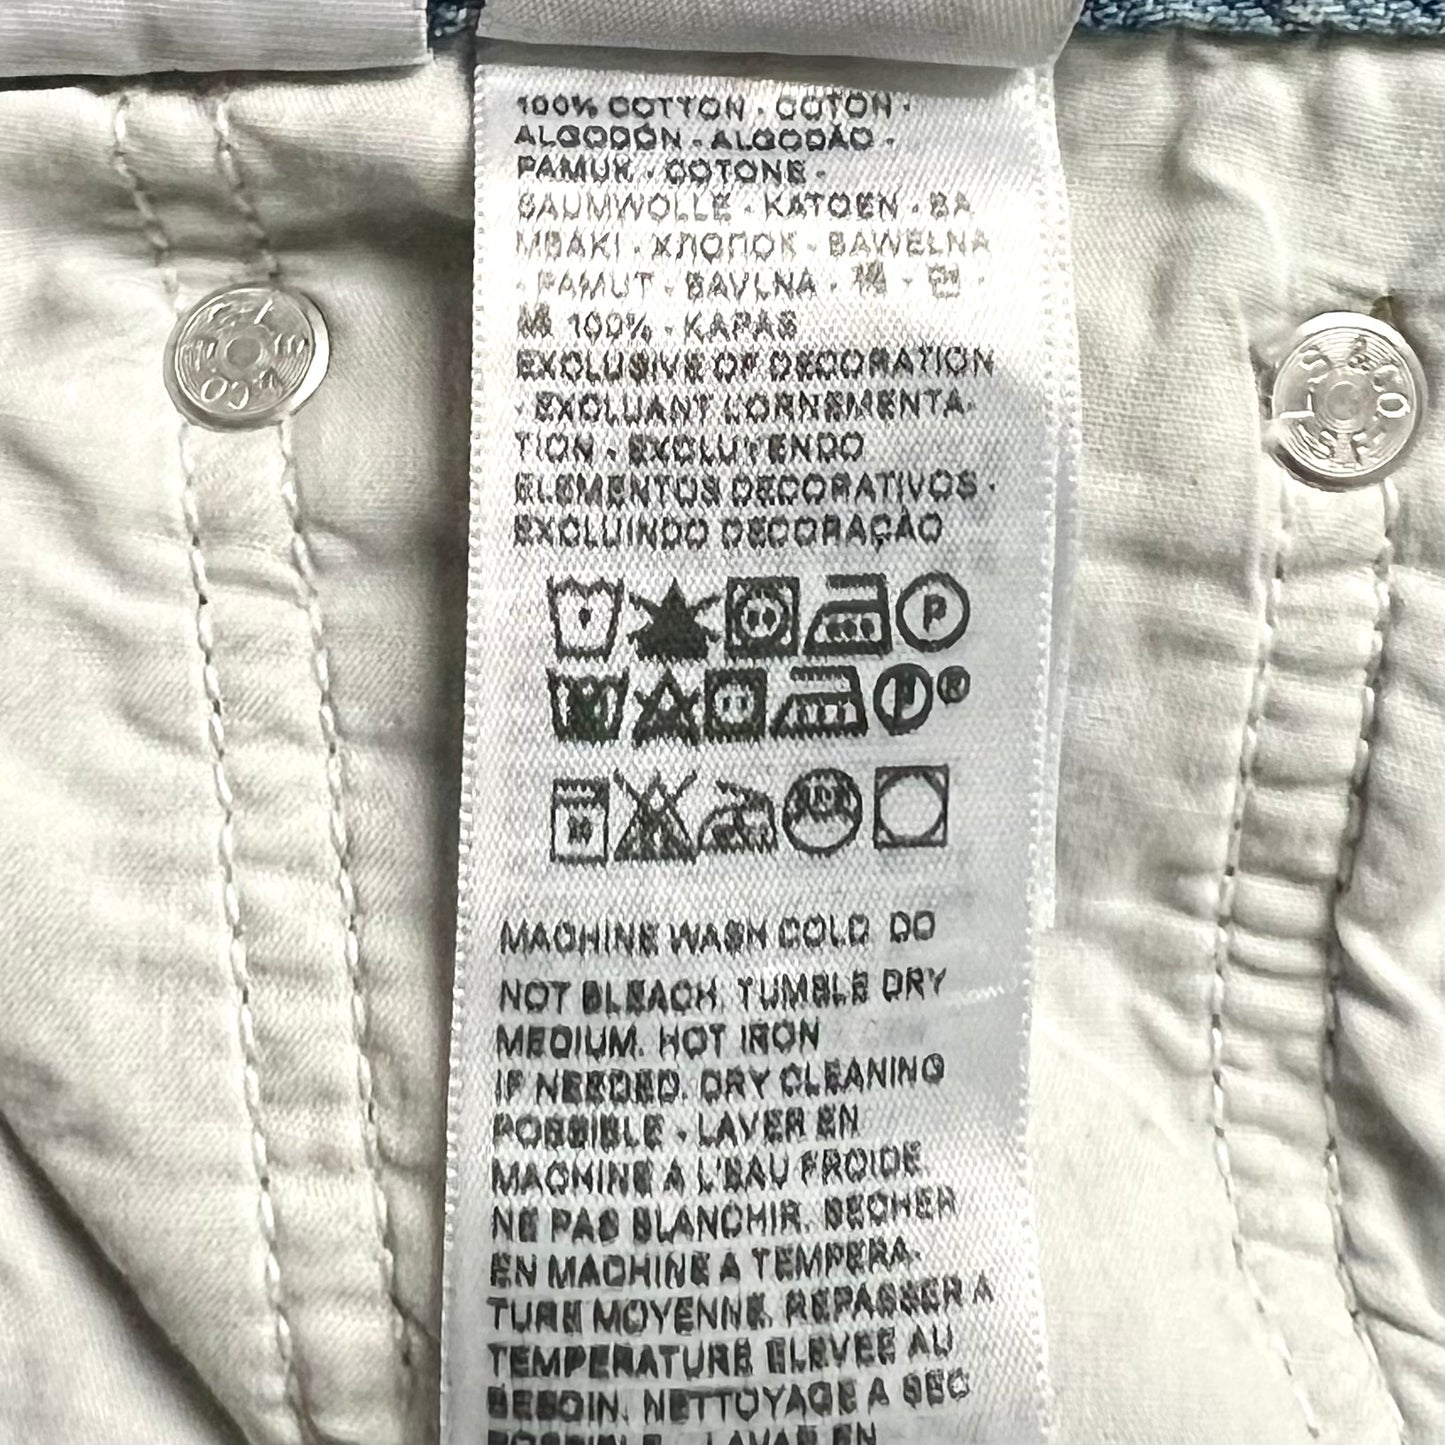 100% COTTON · COTON ·
ALGODÓN · ALGODÃO ·
PAMUK · COTONE ·
BAUMWOLLE · KATOEN · BA
MBAKI · ХЛОПОК · BAWEŁNA
· PAMUT · BAVLNA ·
100% · KAPAS
EXCLUSIVE OF DECORATION
· EXCLUANT L'ORNEMENTA-
TION · EXCLUYENDO
ELEMENTOS DECORATIVOS ·
EXCLUINDO DECORAÇÃO
P
®
MACHINE WASH COLD. DO
NOT BLEACH. TUMBLE DRY
MEDIUM. HOT IRON
IF NEEDED. DRY CLEANING
POSSIBLE · LAVER EN
MACHINE A L'EAU FROIDE.
NE PAS BLANCHIR. SECHER
EN MACHINE A TEMPERA-
TURE MOYENNE. REPASSER A
TEMPERATURE ELEVEE AU
BESOIN. NETTOYAGE A SEC
POSSIBLE · LAVAR EN